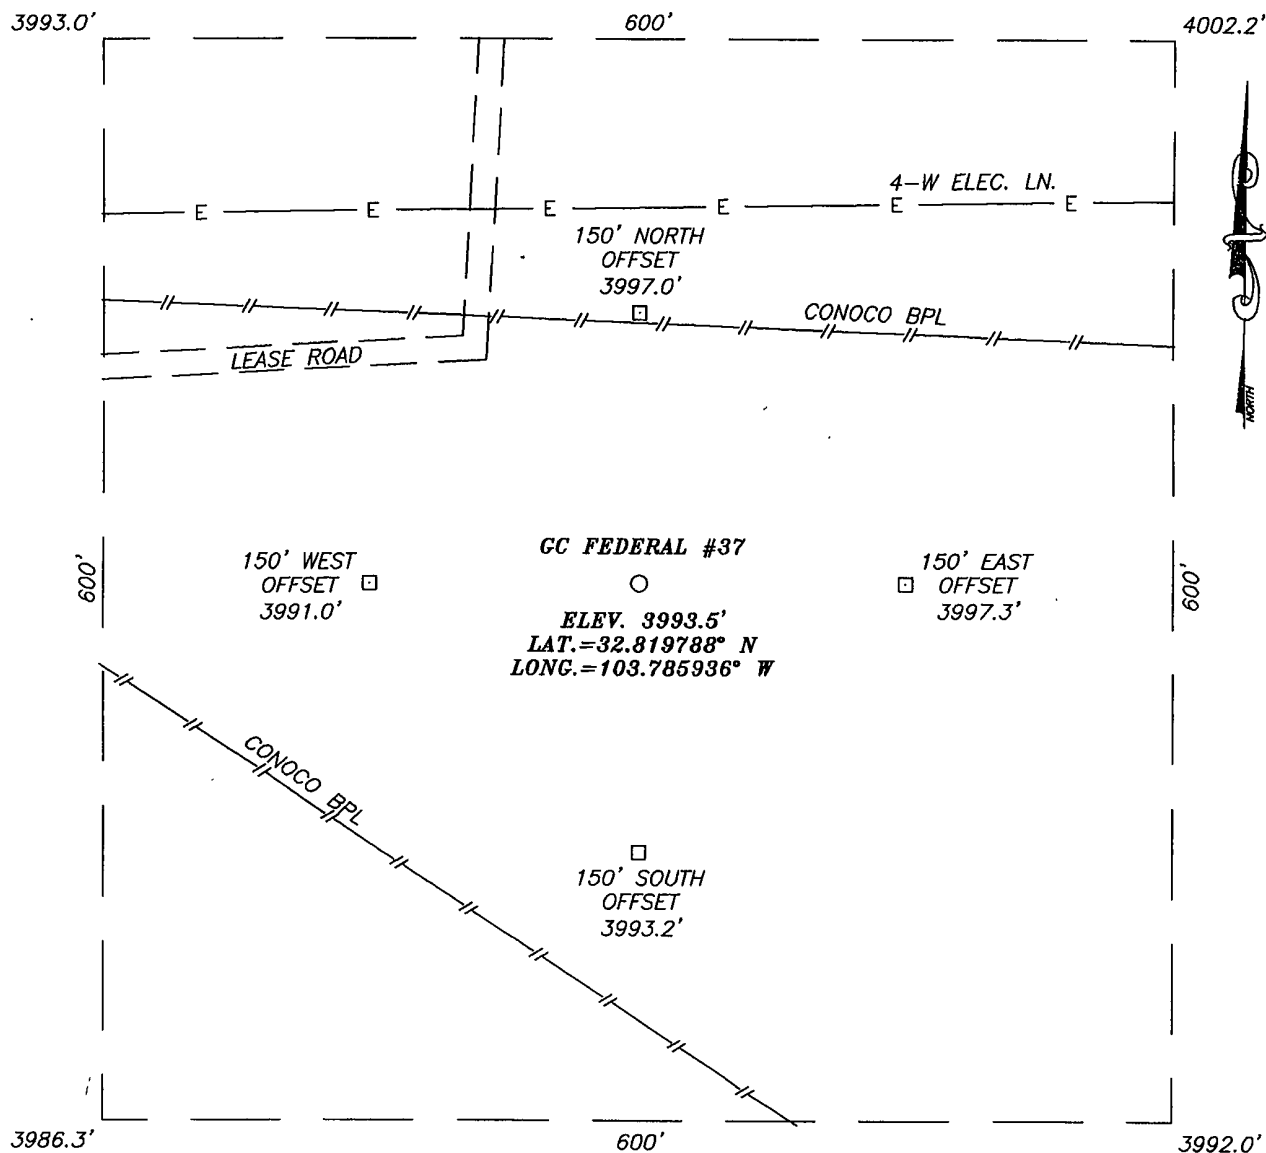 3993.0'
600'
4002.2'
4-W ELEC. LN.
E E E E E E
150' NORTH
OFFSET
3997.0'
CONOCO BPL
LEASE ROAD
NORTH
600'
150' WEST
OFFSET
3991.0'
GC FEDERAL #37
ELEV. 3993.5'
LAT.=32.819788° N
LONG.=103.785936° W
150' EAST
OFFSET
3997.3'
600'
CONOCO BPL
150' SOUTH
OFFSET
3993.2'
3986.3'
600'
3992.0'